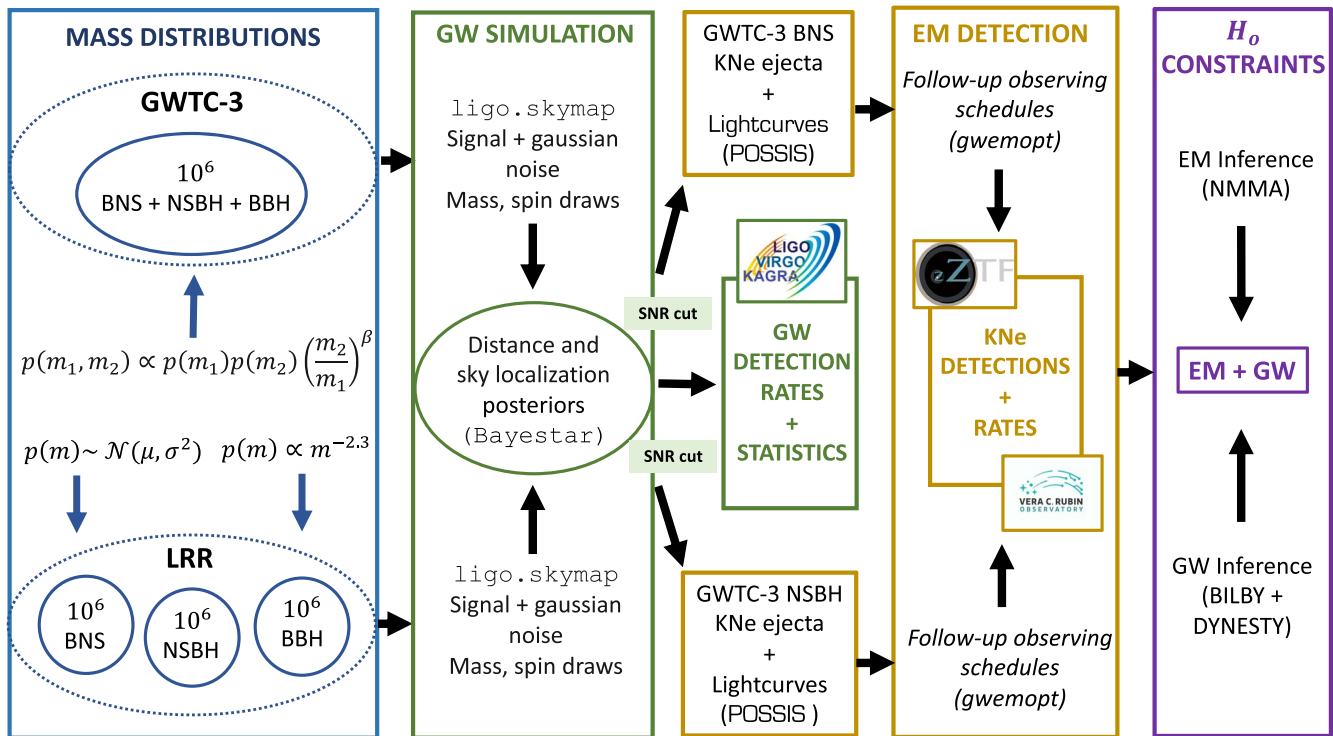 MASS DISTRIBUTIONS
GWTC-3
10^6
BNS + NSBH + BBH
p(m_1, m_2) ∝ p(m_1)p(m_2) (m_2/m_1)^β
p(m)~ N(μ, σ^2)
p(m) ∝ m^{-2.3}
LRR
10^6
BNS
10^6
NSBH
10^6
BBH
GW SIMULATION
ligo.skymap
Signal + gaussian
noise
Mass, spin draws
Distance and
sky localization
posteriors
(Bayestar)
ligo.skymap
Signal + gaussian
noise
Mass, spin draws
SNR cut
SNR cut
GWTC-3 BNS
KNe ejecta
+
Lightcurves
(POSSIS)
LIGO
VIRGO
KAGRA
GW
DETECTION
RATES
+
STATISTICS
GWTC-3 NSBH
KNe ejecta
+
Lightcurves
(POSSIS )
EM DETECTION
Follow-up observing
schedules
(gwemopt)
zZTF
KNe
DETECTIONS
+
RATES
VERA C. RUBIN
OBSERVATORY
Follow-up observing
schedules
(gwemopt)
H_o
CONSTRAINTS
EM Inference
(NMMA)
EM + GW
GW Inference
(BILBY +
DYNESTY)